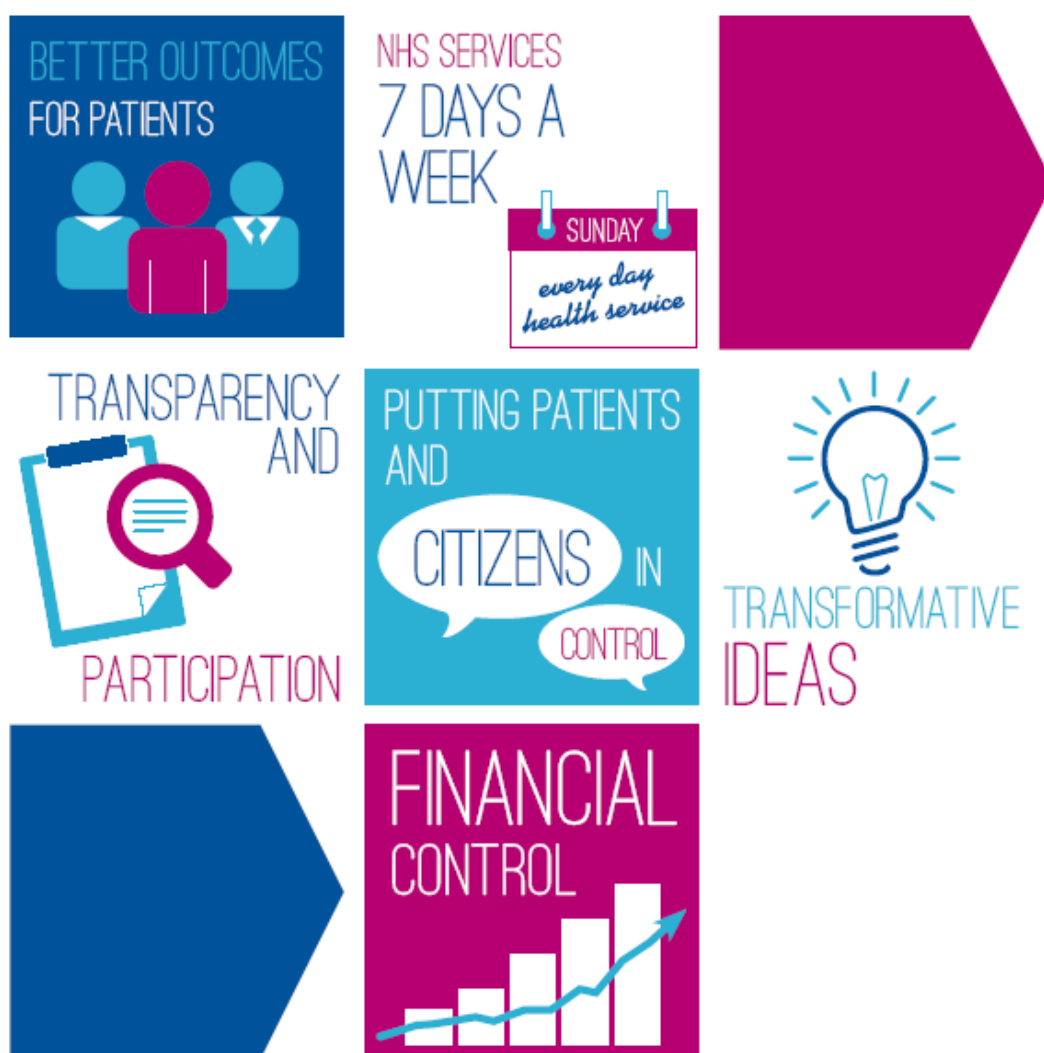 BETTER OUTCOMES
FOR PATIENTS
NHS SERVICES
7 DAYS A
WEEK
SUNDAY
every day
health service
TRANSPARENCY
AND
PARTICIPATION
PUTTING PATIENTS
AND
CITIZENS
IN
CONTROL
TRANSFORMATIVE
IDEAS
FINANCIAL
CONTROL